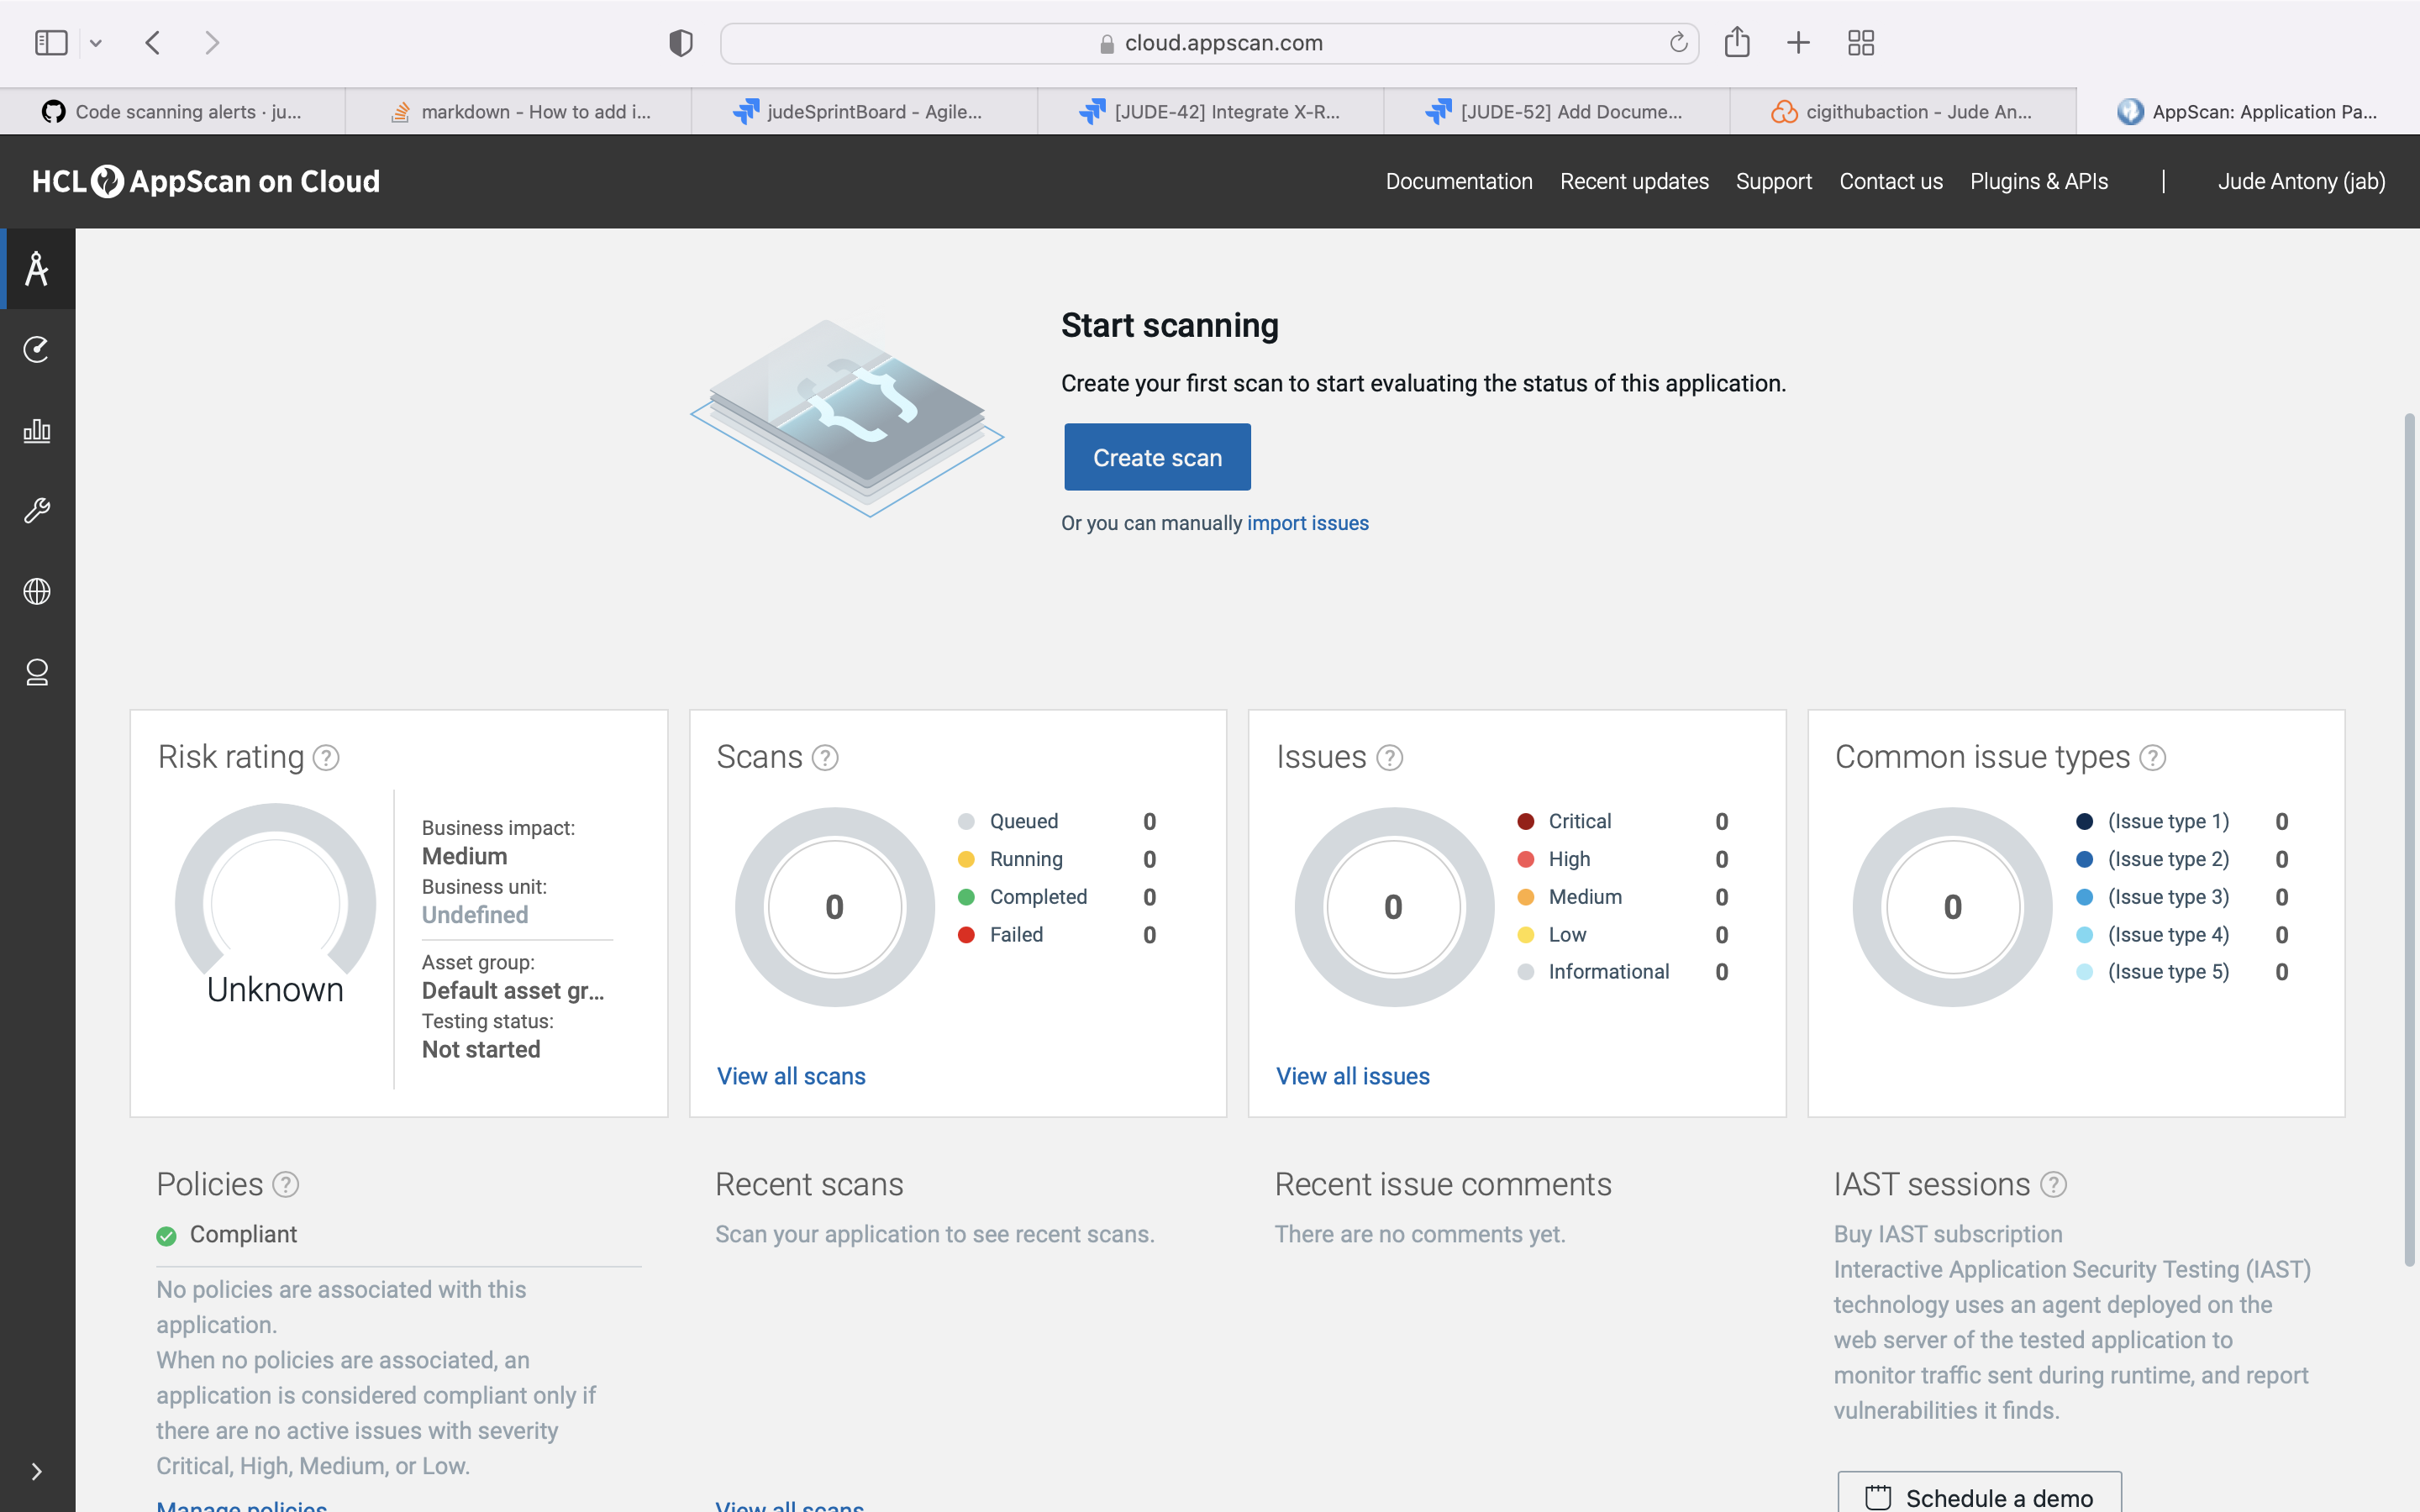 cloud.appscan.com
Code scanning alerts · ju...
markdown - How to add i...
judeSprintBoard - Agile...
[JUDE-42] Integrate X-R...
[JUDE-52] Add Docume...
cigithubaction - Jude An...
AppScan: Application Pa...
HCL AppScan on Cloud
Documentation
Recent updates
Support
Contact us
Plugins & APIs
|
Jude Antony (jab)
Start scanning
Create your first scan to start evaluating the status of this application.
Create scan
Or you can manually import issues
Risk rating ?
Unknown
Business impact:
Medium
Business unit:
Undefined
Asset group:
Default asset gr...
Testing status:
Not started
Scans ?
0
Queued 0
Running 0
Completed 0
Failed 0
View all scans
Issues ?
0
Critical 0
High 0
Medium 0
Low 0
Informational 0
View all issues
Common issue types ?
0
(Issue type 1) 0
(Issue type 2) 0
(Issue type 3) 0
(Issue type 4) 0
(Issue type 5) 0
Policies ?
Compliant
No policies are associated with this
application.
When no policies are associated, an
application is considered compliant only if
there are no active issues with severity
Critical, High, Medium, or Low.
Manage policies
Recent scans
Scan your application to see recent scans.
View all scans
Recent issue comments
There are no comments yet.
IAST sessions ?
Buy IAST subscription
Interactive Application Security Testing (IAST)
technology uses an agent deployed on the
web server of the tested application to
monitor traffic sent during runtime, and report
vulnerabilities it finds.
Schedule a demo